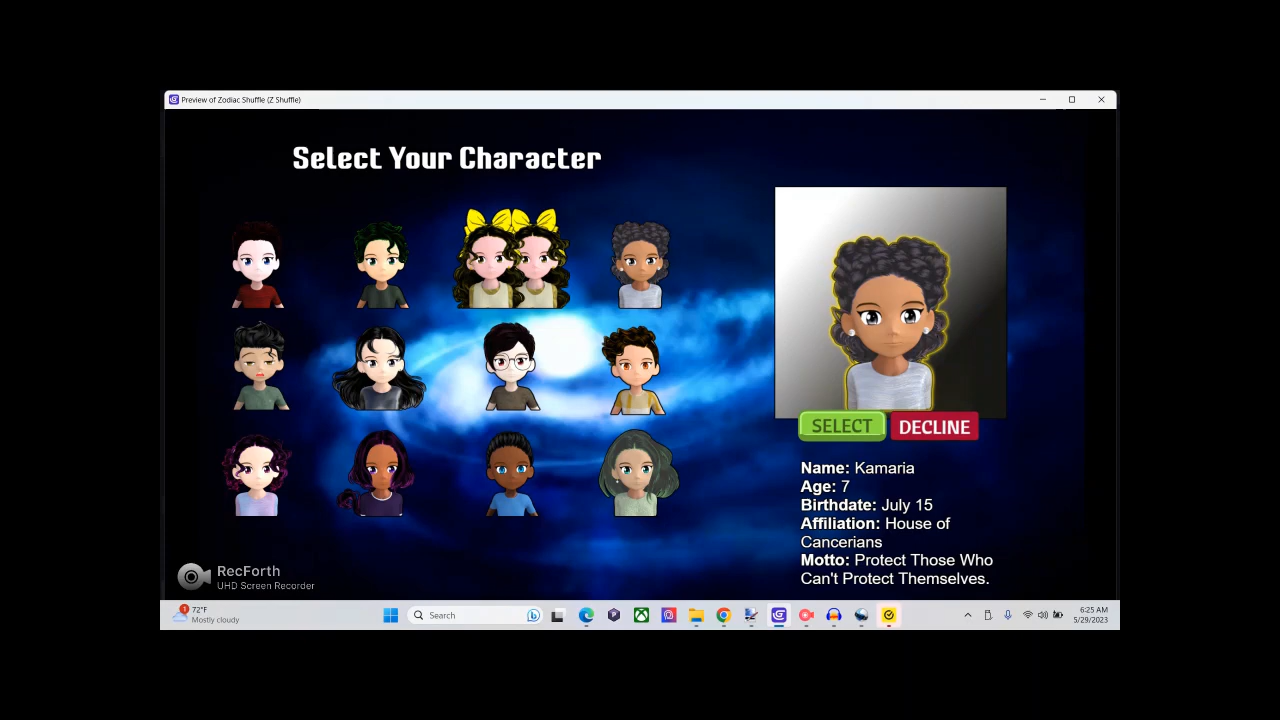 Preview of Zodiac Shuffle (Z Shuffle)
Select Your Character
SELECT
DECLINE
Name: Kamaria
Age: 7
Birthdate: July 15
Affiliation: House of
Cancerians
Motto: Protect Those Who
Can't Protect Themselves.
RecForth
UHD Screen Recorder
1
72°F
Mostly cloudy
Search
6:25 AM
5/29/2023